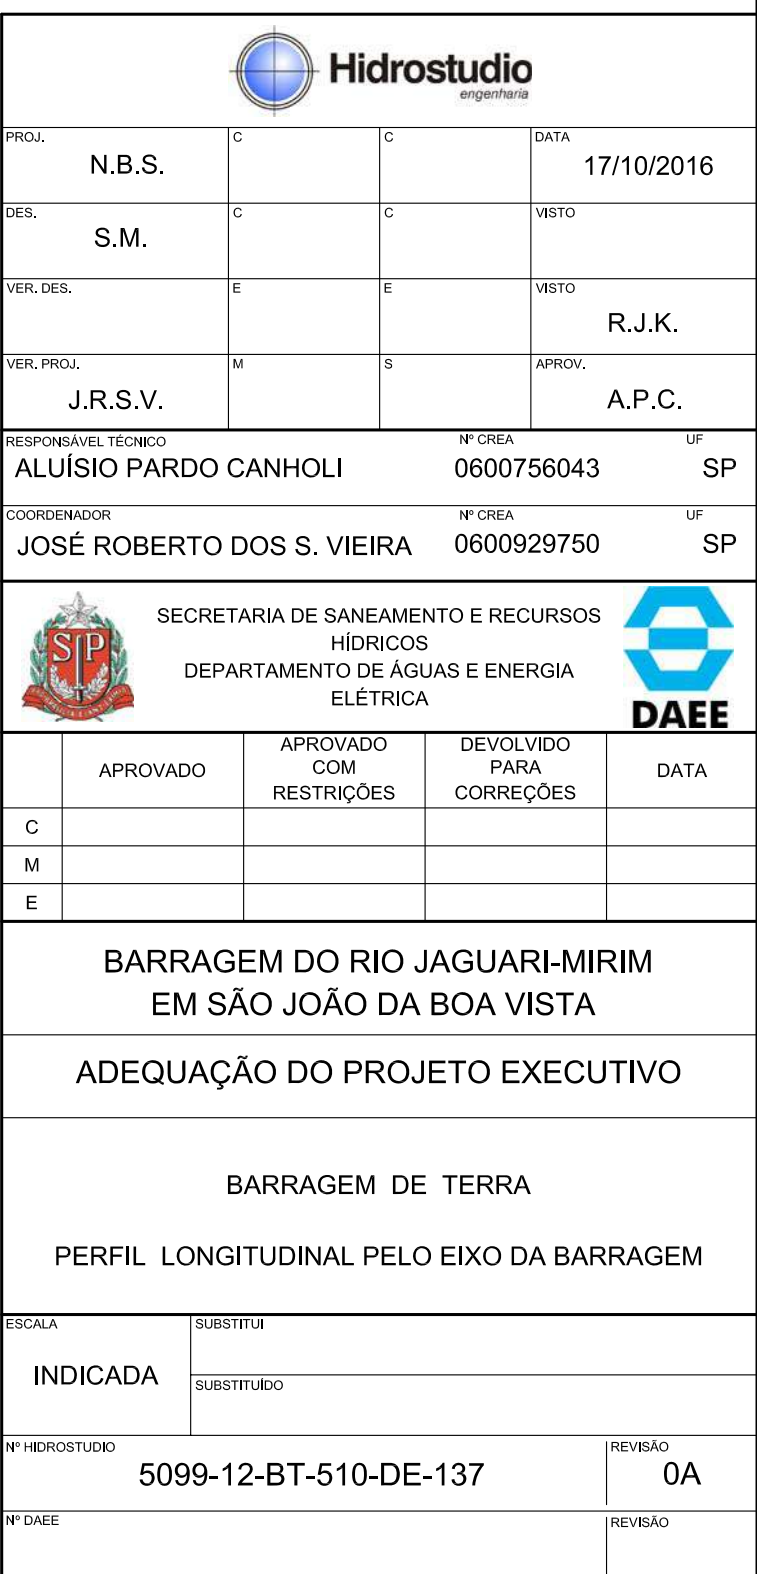 Hidrostudio
engenharia
PROJ.
N.B.S.
C
C
DATA
17/10/2016
DES.
S.M.
C
C
VISTO
VER. DES.
E
E
VISTO
R.J.K.
VER. PROJ.
J.R.S.V.
M
S
APROV.
A.P.C.
RESPONSÁVEL TÉCNICO
ALUÍSIO PARDO CANHOLI
Nº CREA
0600756043
UF
SP
COORDENADOR
JOSÉ ROBERTO DOS S. VIEIRA
Nº CREA
0600929750
UF
SP
SP
SECRETARIA DE SANEAMENTO E RECURSOS
HÍDRICOS
DEPARTAMENTO DE ÁGUAS E ENERGIA
ELÉTRICA
DAEE
APROVADO
APROVADO
COM
RESTRIÇÕES
DEVOLVIDO
PARA
CORREÇÕES
DATA
C
M
E
BARRAGEM DO RIO JAGUARI-MIRIM
EM SÃO JOÃO DA BOA VISTA
ADEQUAÇÃO DO PROJETO EXECUTIVO
BARRAGEM DE TERRA
PERFIL LONGITUDINAL PELO EIXO DA BARRAGEM
ESCALA
INDICADA
SUBSTITUI
SUBSTITUÍDO
Nº HIDROSTUDIO
5099-12-BT-510-DE-137
REVISÃO
0A
Nº DAEE
REVISÃO